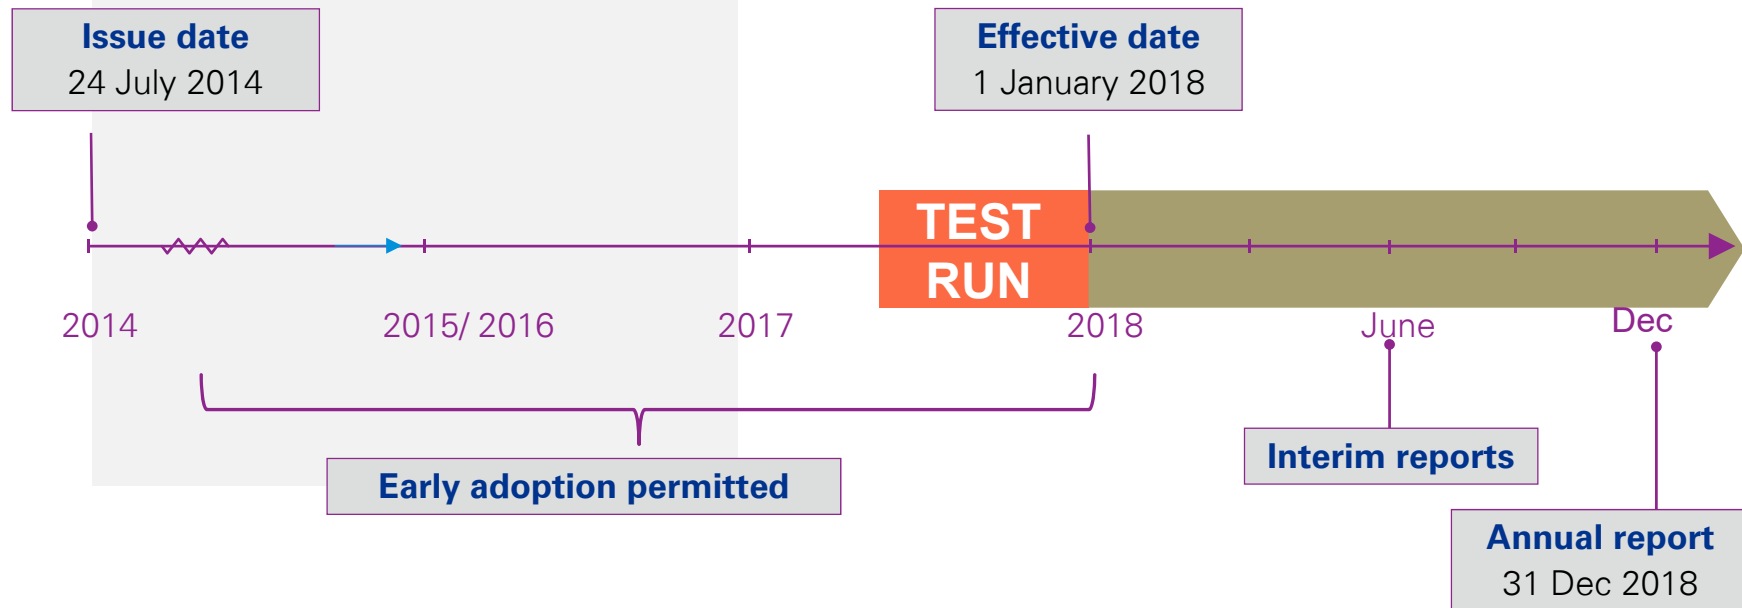 Issue date
24 July 2014
Effective date
1 January 2018
TEST
RUN
2014
2015/ 2016
2017
2018
June
Dec
Early adoption permitted
Interim reports
Annual report
31 Dec 2018